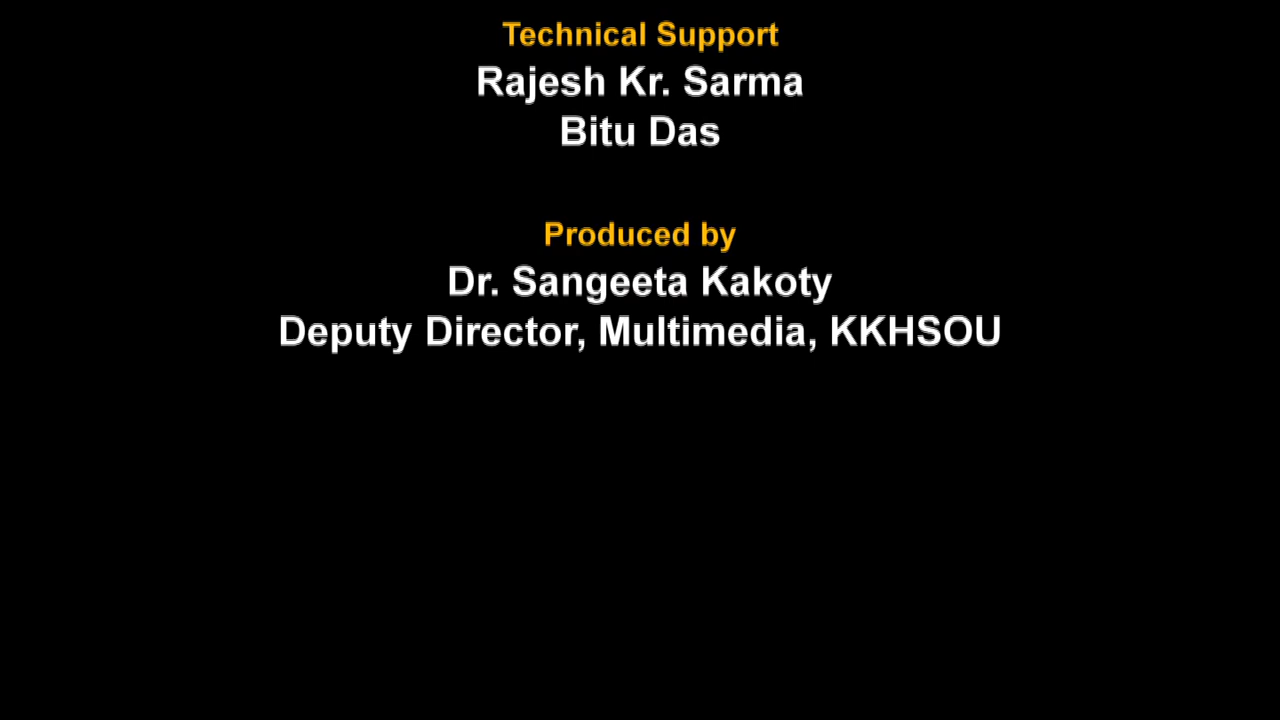 Technical Support
Rajesh Kr. Sarma
Bitu Das
Produced by
Dr. Sangeeta Kakoty
Deputy Director, Multimedia, KKHSOU